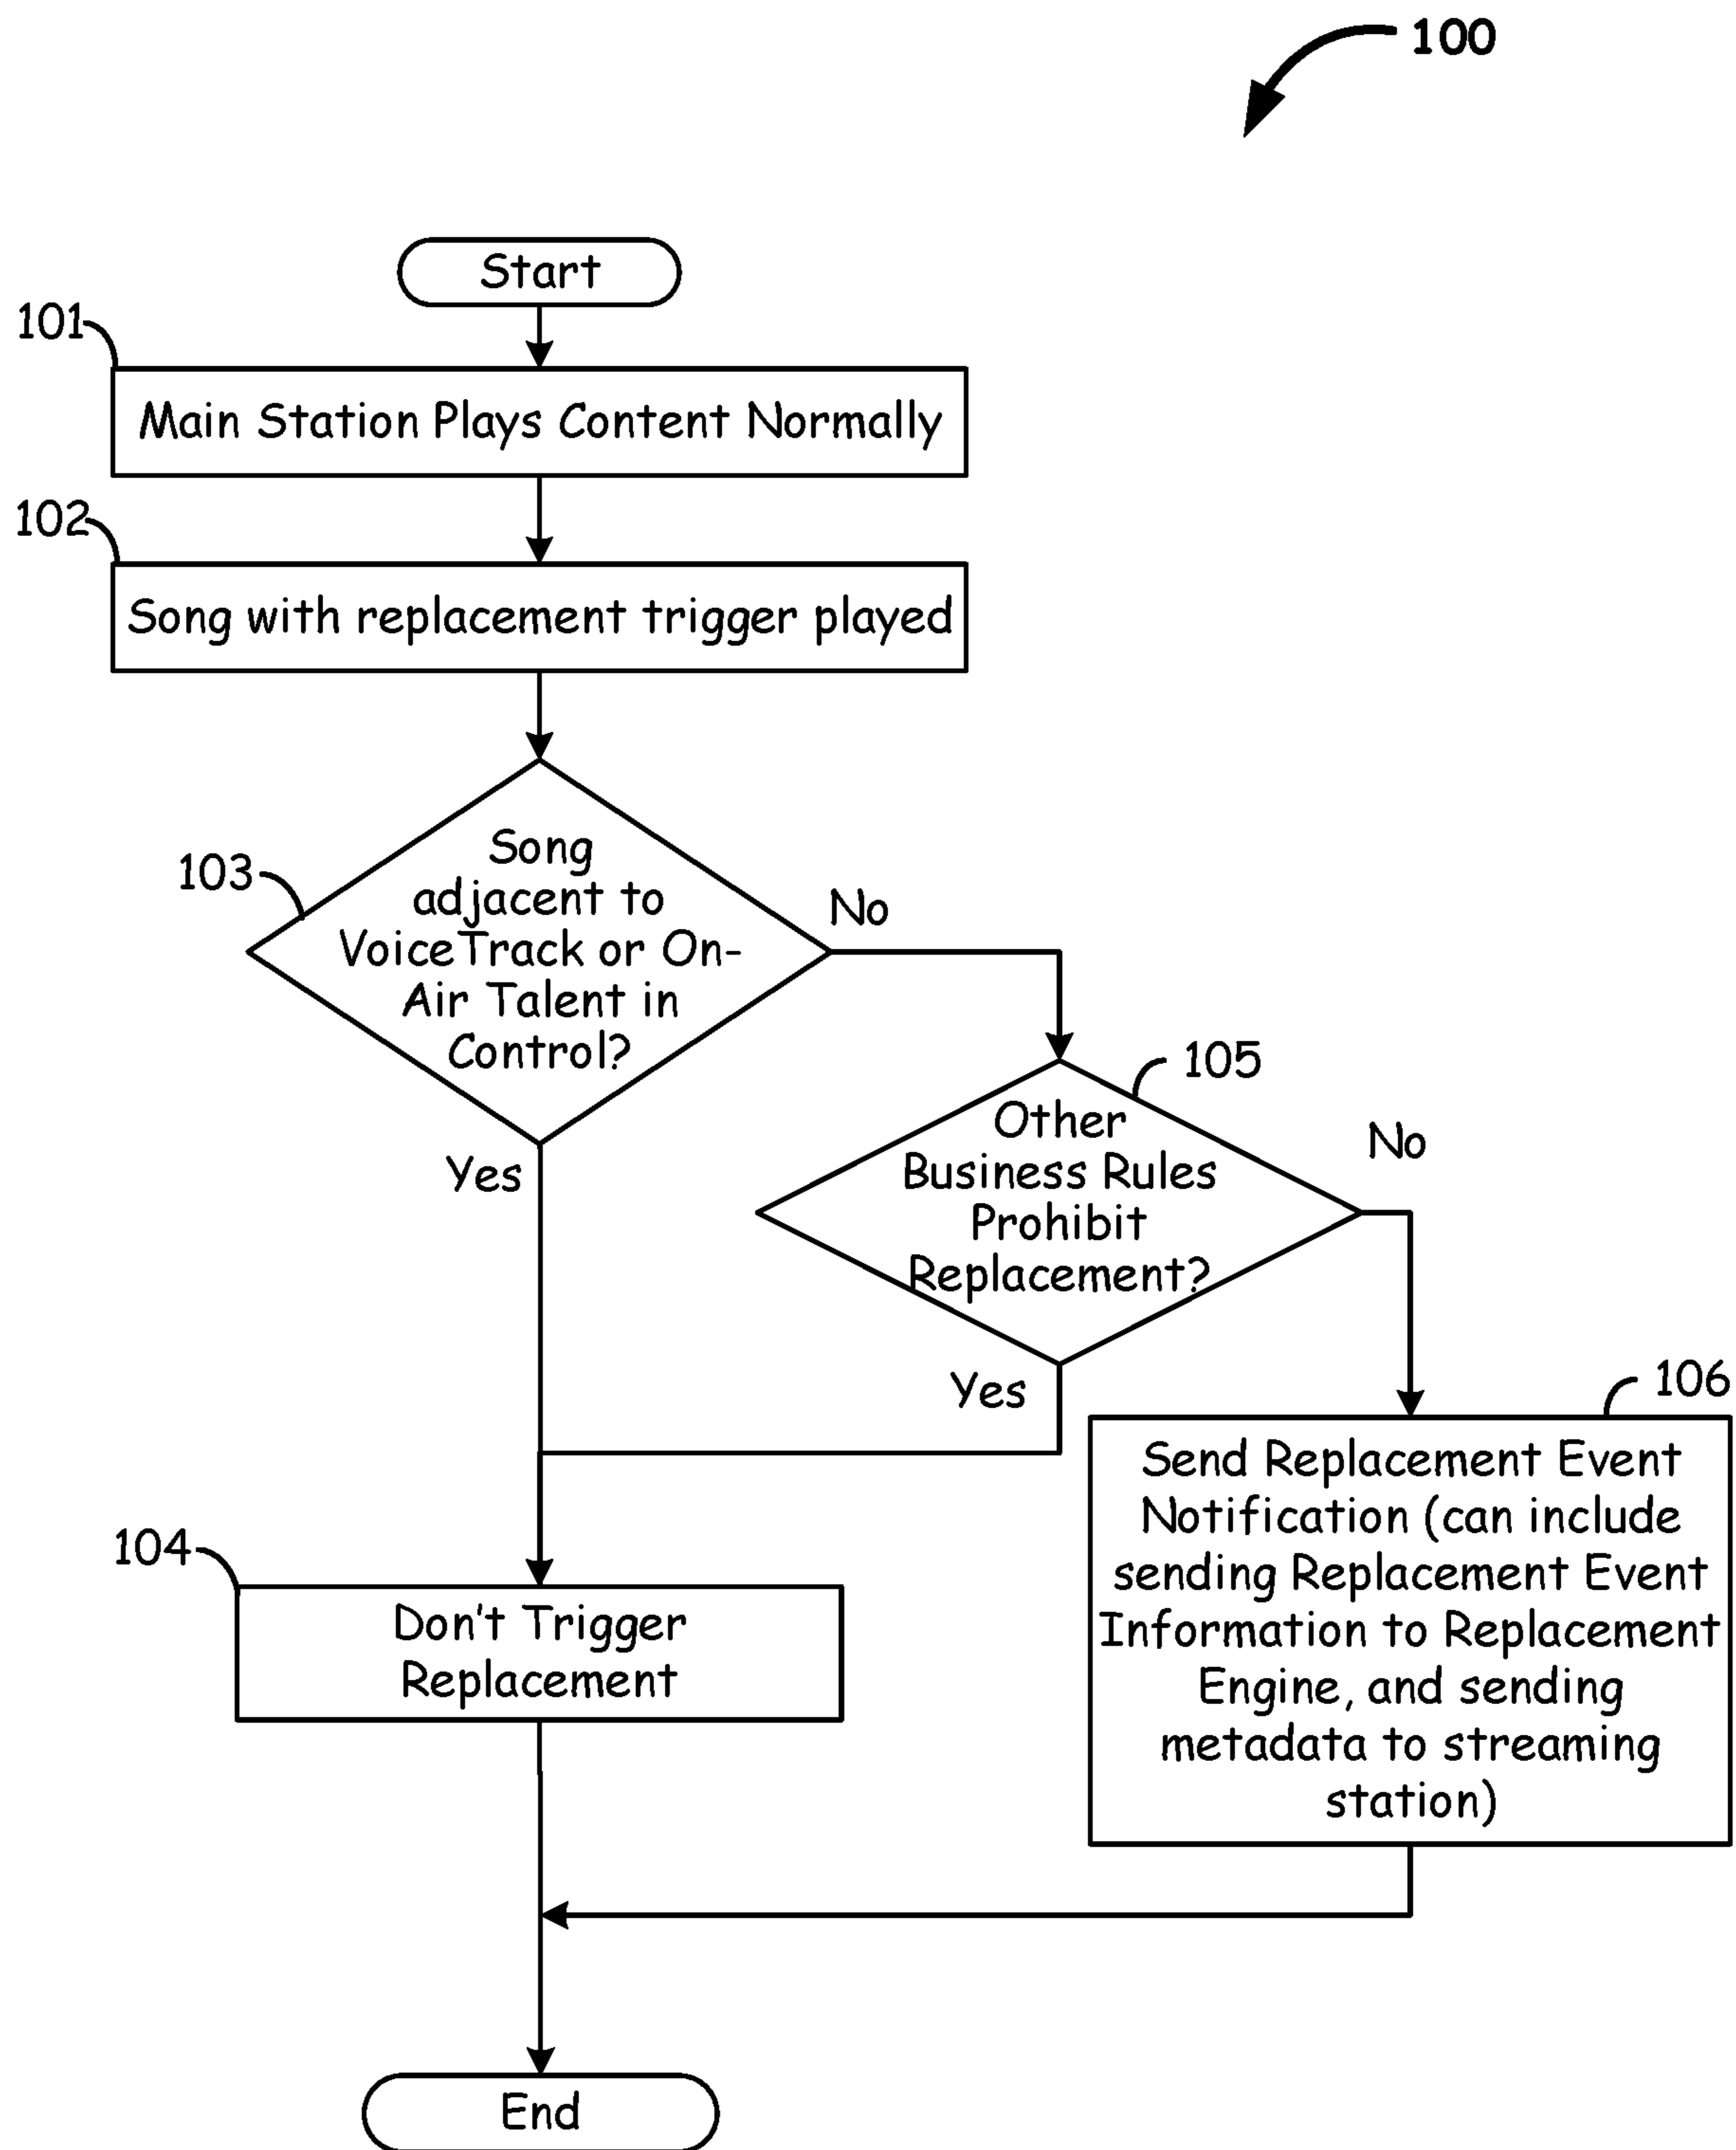 100
Start
101
Main Station Plays Content Normally
102
Song with replacement trigger played
103
Song
adjacent to
VoiceTrack or On-
Air Talent in
Control?
No
Yes
105
Other
Business Rules
Prohibit
Replacement?
No
Yes
106
Send Replacement Event
Notification (can include
sending Replacement Event
Information to Replacement
Engine, and sending
metadata to streaming
station)
104
Don't Trigger
Replacement
End